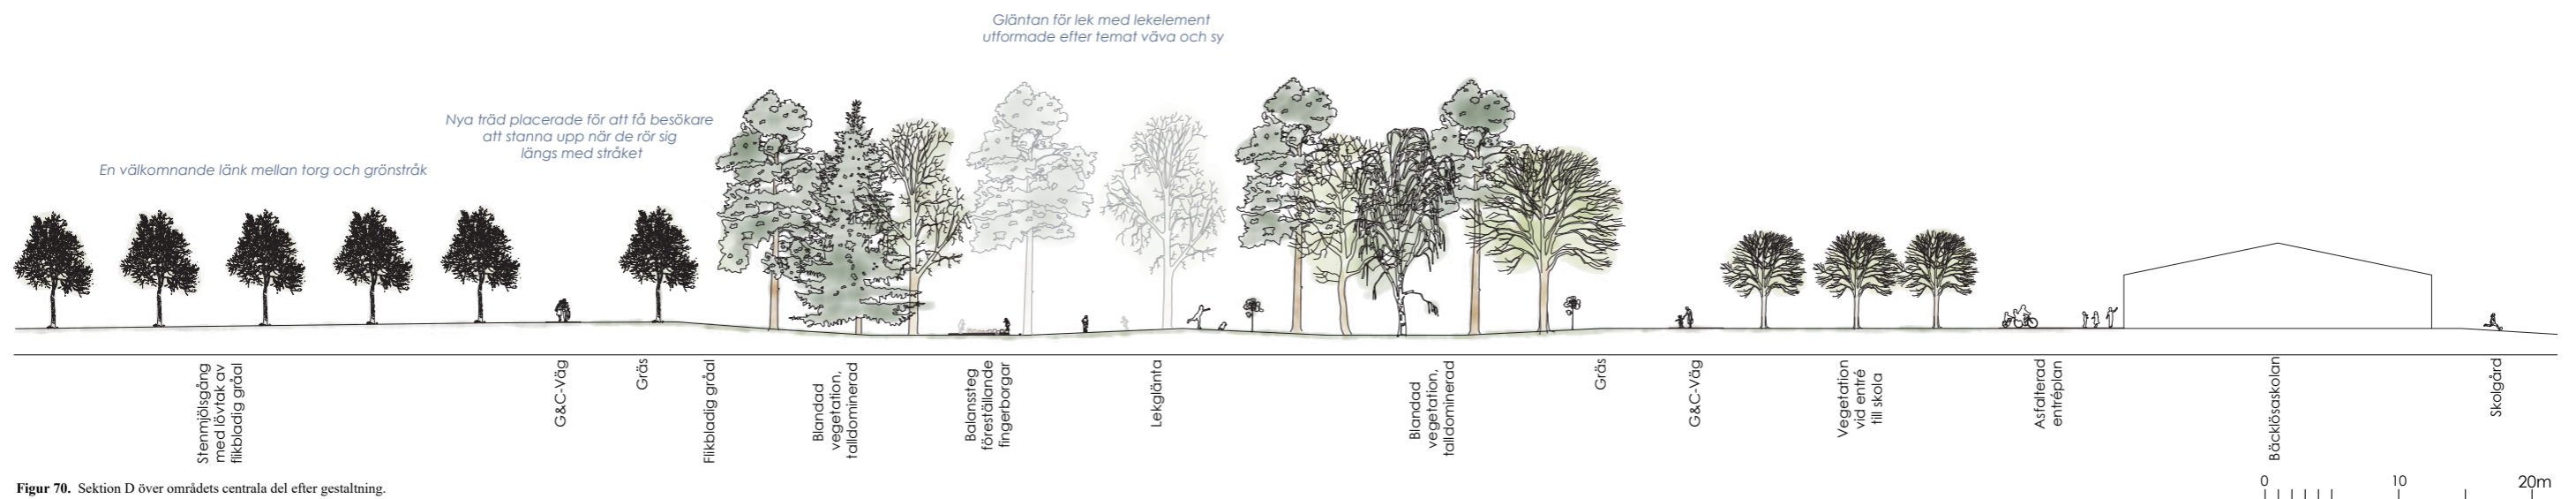 Gläntan för lek med lekelement
utformade efter temat väva och sy
Nya träd placerade för att få besökare
att stanna upp när de rör sig
längs med stråket
En välkomnande länk mellan torg och grönstråk
Stenmjölsgång
med lövtak av
flikbladig gråal
G&C-Väg
Gräs
Flikbladig gråal
Blandad
vegetation,
talldominerad
Balanssteg
föreställande
fingerborgar
Lekglänta
Blandad
vegetation,
talldominerad
Gräs
G&C-Väg
Vegetation
vid entré
till skola
Asfalterad
entréplan
Bäcklösaskolan
Skolgård
Figur 70. Sektion D över områdets centrala del efter gestaltning.
0 10 20m